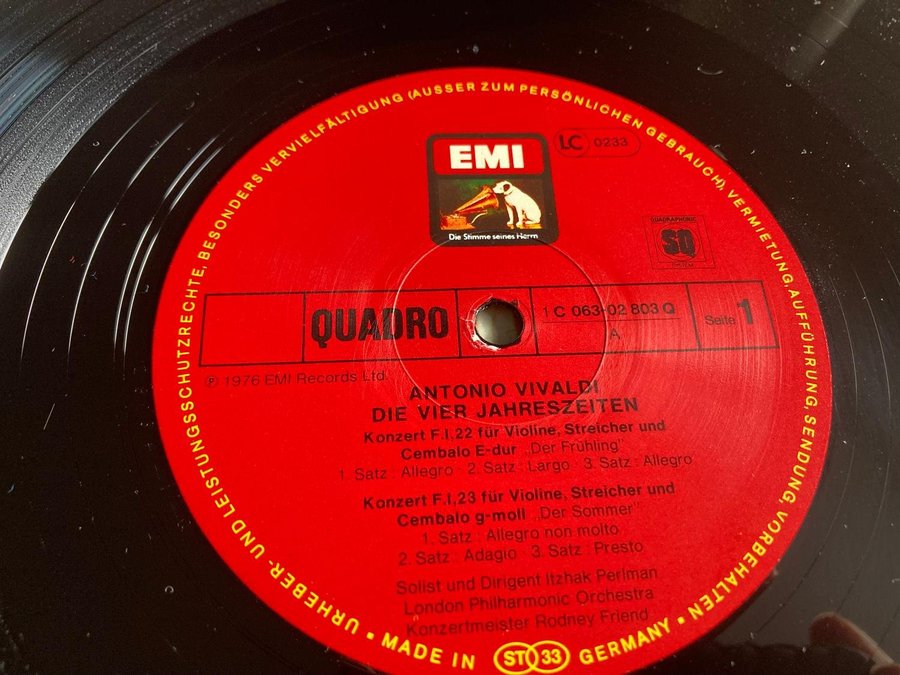 URHEBER- UND LEISTUNGSSCHUTZRECHTE, BESONDERS VERVIELFÄLTIGUNG (AUSSER ZUM PERSÖNLICHEN GEBRAUCH), VERMIETUNG, AUFFÜHRUNG, SENDUNG, VORBEHALTEN
EMI
LC 0233
Die Stimme seines Herrn
QUADRAPHONIC
SQ
QUADRO
1 C 063-02 803 Q
A
Seite 1
℗ 1976 EMI Records Ltd.
ANTONIO VIVALDI
DIE VIER JAHRESZEITEN
Konzert F.I,22 für Violine, Streicher und
Cembalo E-dur „Der Frühling"
1. Satz: Allegro · 2. Satz: Largo · 3. Satz: Allegro
Konzert F.I,23 für Violine, Streicher und
Cembalo g-moll „Der Sommer"
1. Satz: Allegro non molto
2. Satz: Adagio · 3. Satz: Presto
Solist und Dirigent Itzhak Perlman
London Philharmonic Orchestra
Konzertmeister Rodney Friend
• MADE IN ST 33 GERMANY •